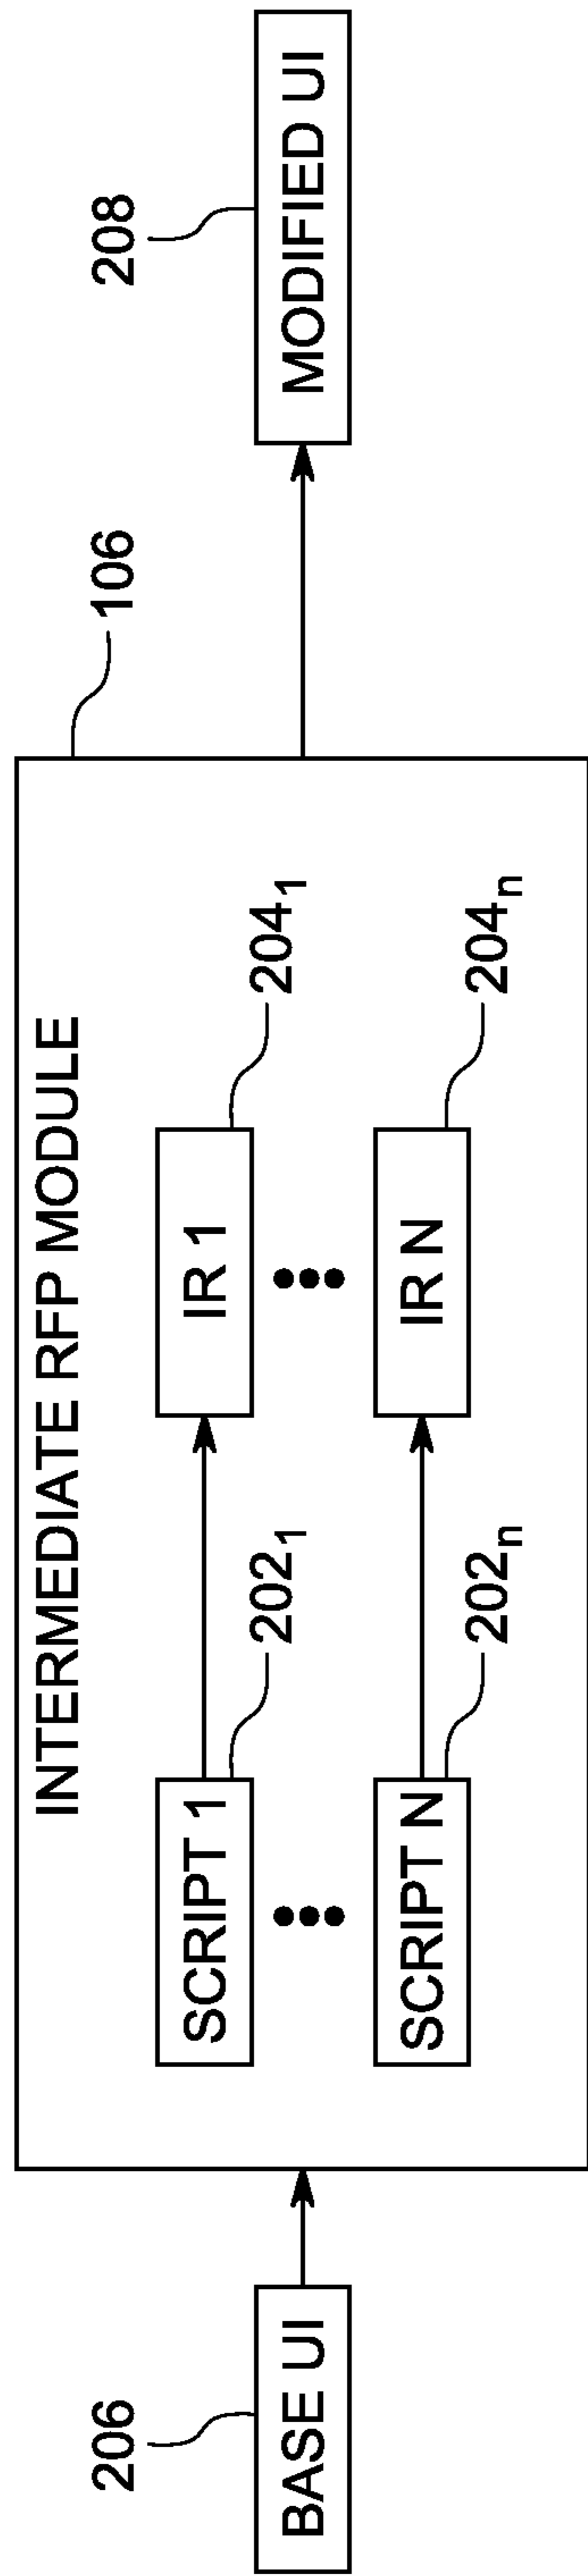 206
BASE UI
106
INTERMEDIATE RFP MODULE
SCRIPT 1
202₁
IR 1
204₁
SCRIPT N
202ₙ
IR N
204ₙ
208
MODIFIED UI